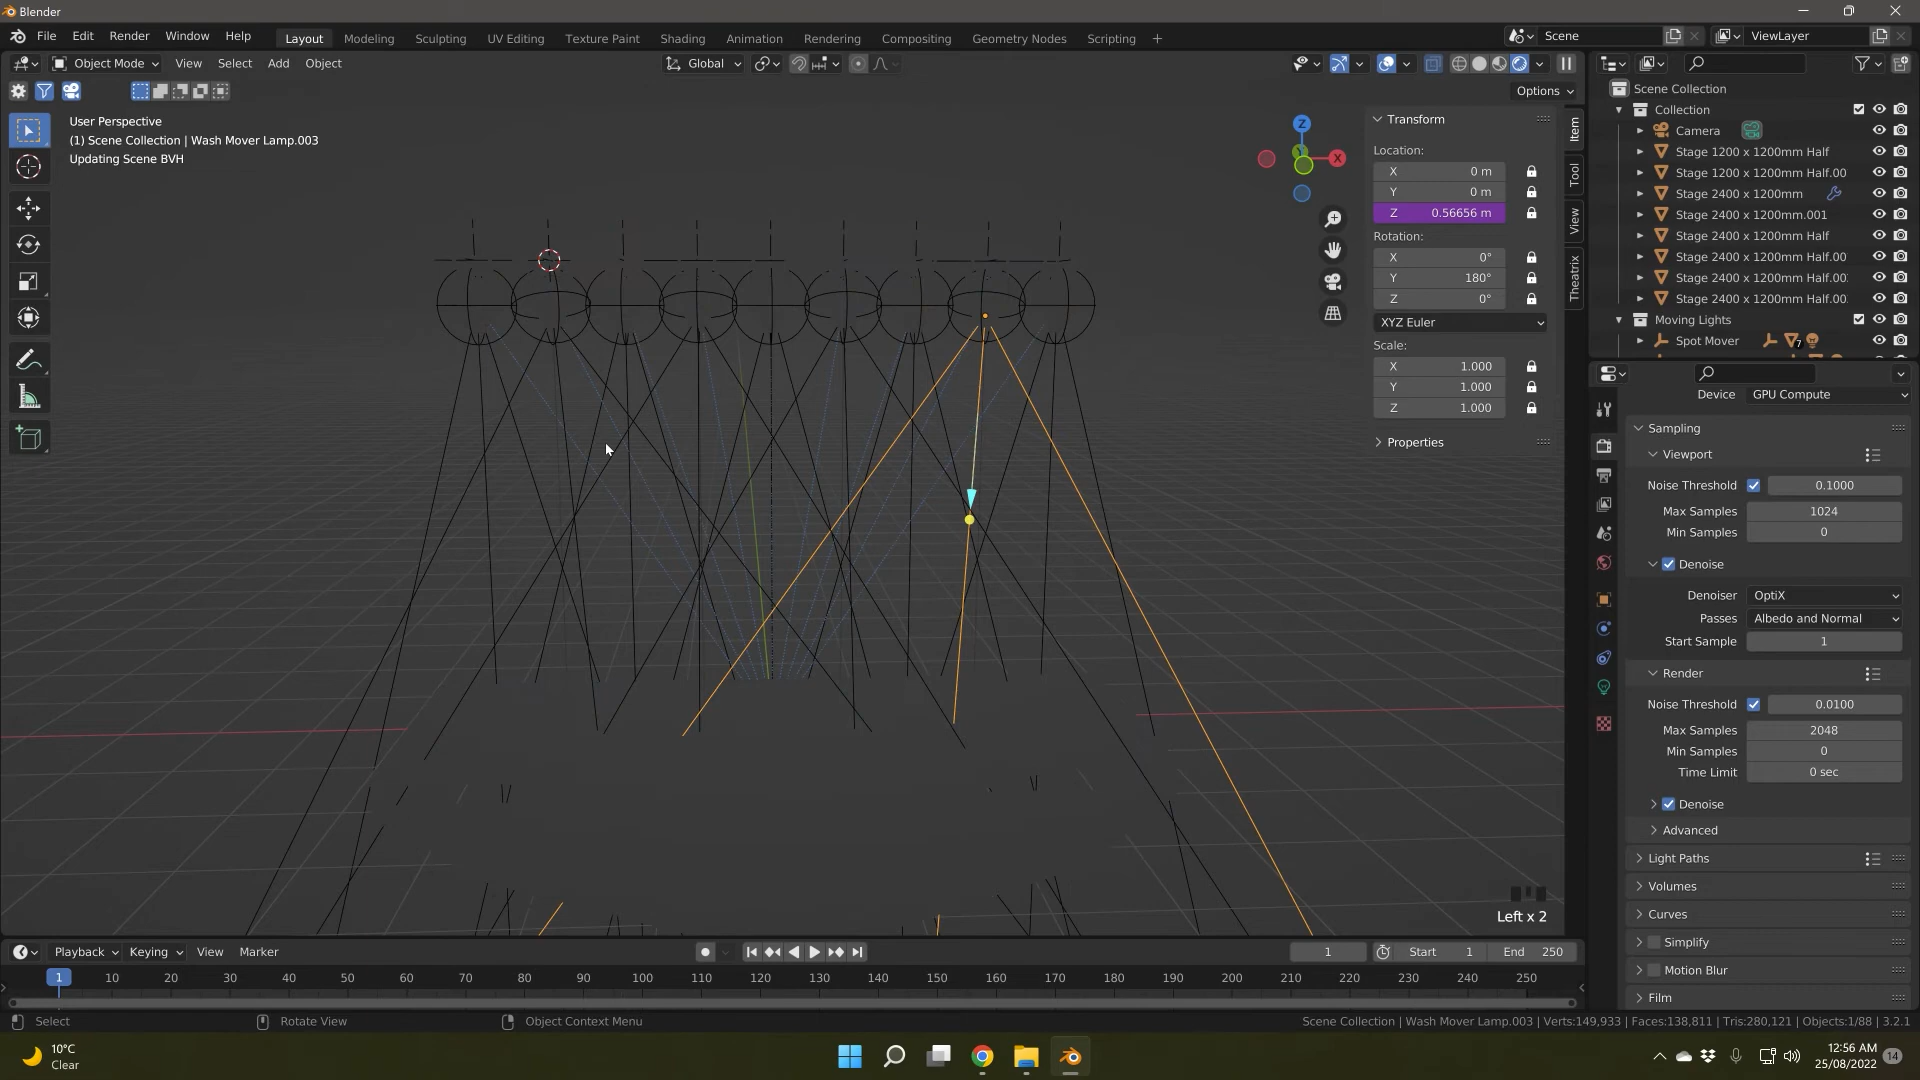 Blender
File Edit Render Window Help
Layout Modeling Sculpting UV Editing Texture Paint Shading Animation Rendering Compositing Geometry Nodes Scripting +
Scene
ViewLayer
Object Mode View Select Add Object
Global
Options
User Perspective
(1) Scene Collection | Wash Mover Lamp.003
Updating Scene BVH
Z
X
Transform
Location:
X 0 m
Y 0 m
Z 0.56656 m
Rotation:
X 0°
Y 180°
Z 0°
XYZ Euler
Scale:
X 1.000
Y 1.000
Z 1.000
Properties
Item
Tool
View
Theatrix
Scene Collection
Collection
Camera
Stage 1200 x 1200mm Half
Stage 1200 x 1200mm Half.00
Stage 2400 x 1200mm
Stage 2400 x 1200mm.001
Stage 2400 x 1200mm Half
Stage 2400 x 1200mm Half.00
Stage 2400 x 1200mm Half.00
Stage 2400 x 1200mm Half.00
Moving Lights
Spot Mover 7
Device GPU Compute
Sampling
Viewport
Noise Threshold 0.1000
Max Samples 1024
Min Samples 0
Denoise
Denoiser OptiX
Passes Albedo and Normal
Start Sample 1
Render
Noise Threshold 0.0100
Max Samples 2048
Min Samples 0
Time Limit 0 sec
Denoise
Advanced
Light Paths
Volumes
Curves
Simplify
Motion Blur
Film
Left x 2
Playback Keying View Marker
1 Start 1 End 250
1 10 20 30 40 50 60 70 80 90 100 110 120 130 140 150 160 170 180 190 200 210 220 230 240 250
Select Rotate View Object Context Menu
Scene Collection | Wash Mover Lamp.003 | Verts:149,933 | Faces:138,811 | Tris:280,121 | Objects:1/88 | 3.2.1
10°C
Clear
12:56 AM
25/08/2022
14